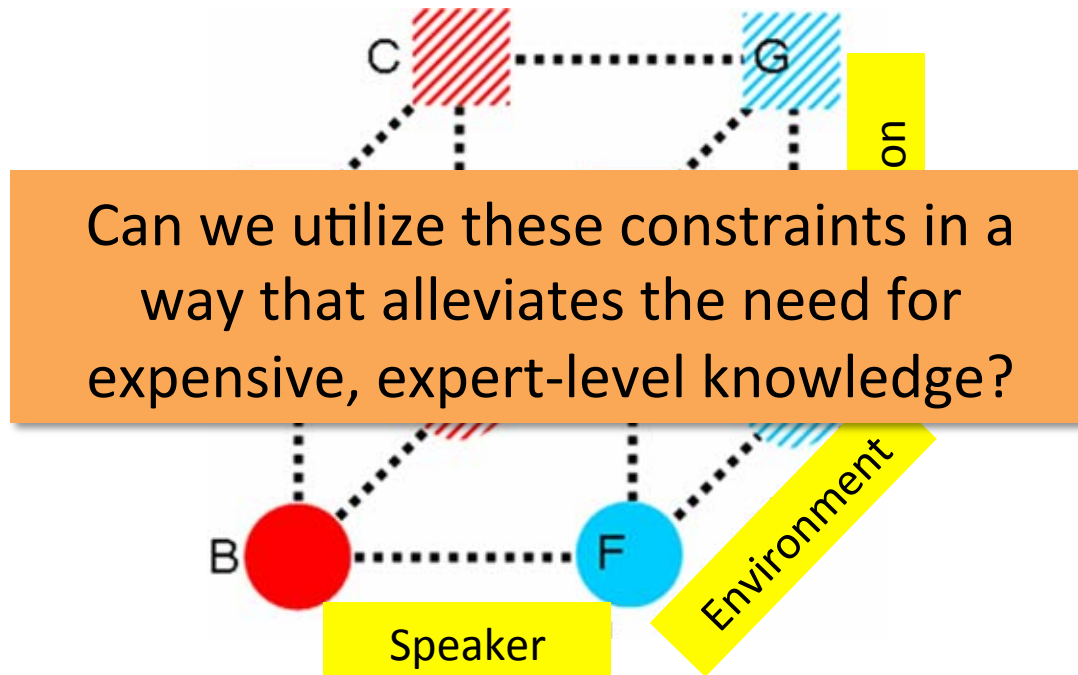 C
G
on
Can we utilize these constraints in a
way that alleviates the need for
expensive, expert-level knowledge?
B
F
Environment
Speaker